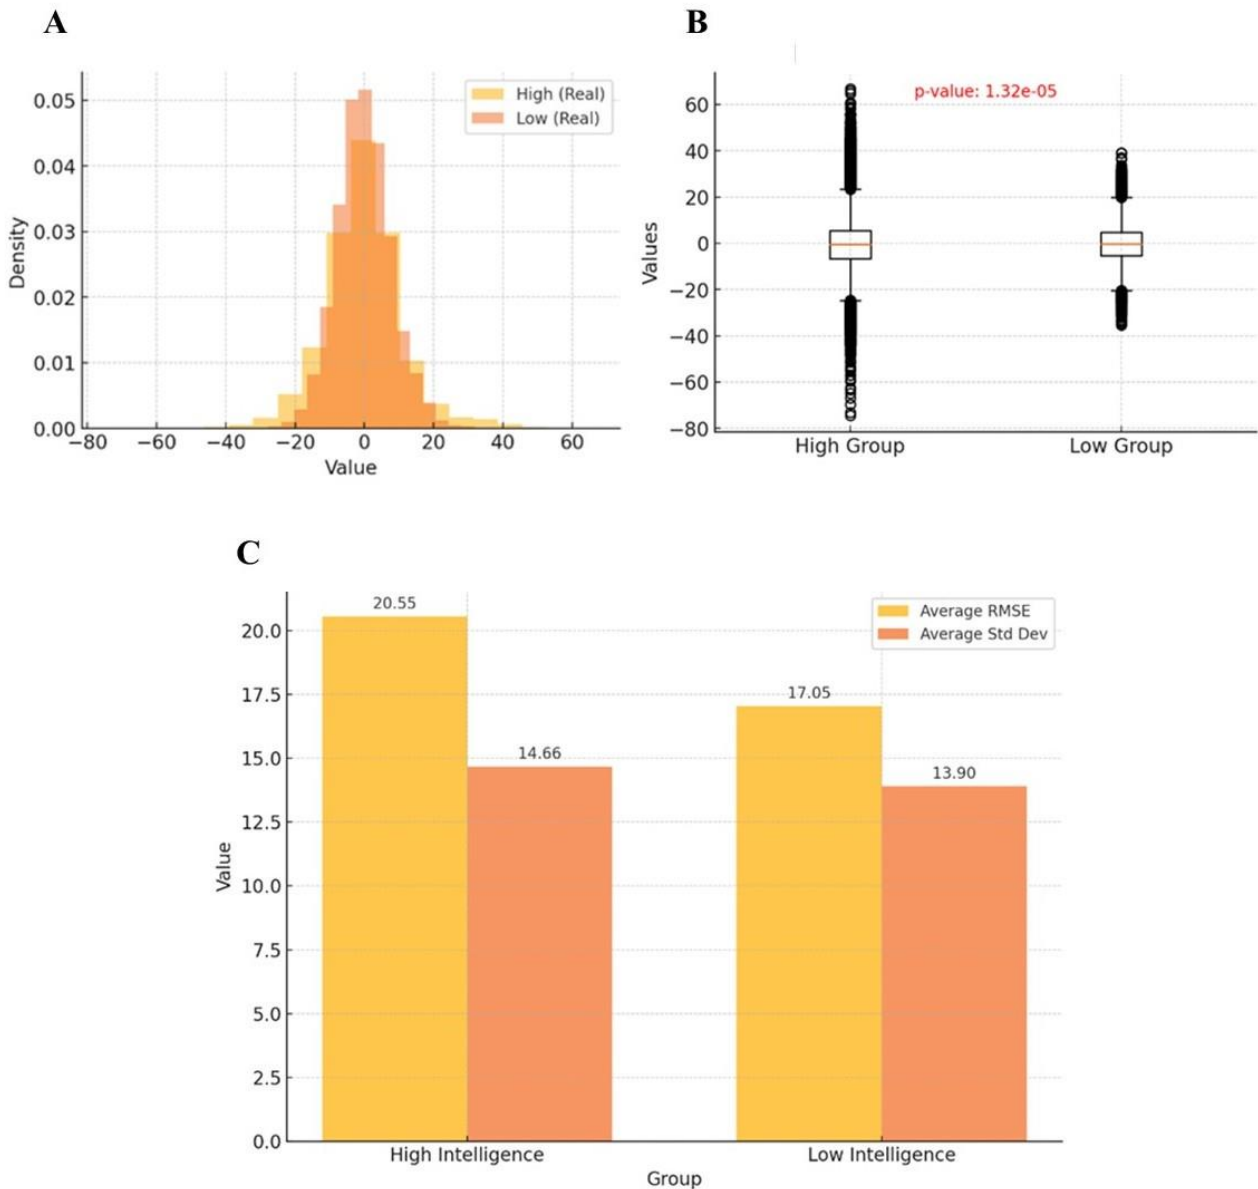 A
0.05
0.04
0.03
0.02
0.01
0.00
Density
−80 −60 −40 −20 0 20 40 60
Value
High (Real)
Low (Real)
B
p-value: 1.32e-05
60
40
20
0
−20
−40
−60
−80
Values
High Group Low Group
C
20.0
17.5
15.0
12.5
10.0
7.5
5.0
2.5
0.0
Value
20.55
14.66
17.05
13.90
Average RMSE
Average Std Dev
High Intelligence Low Intelligence
Group